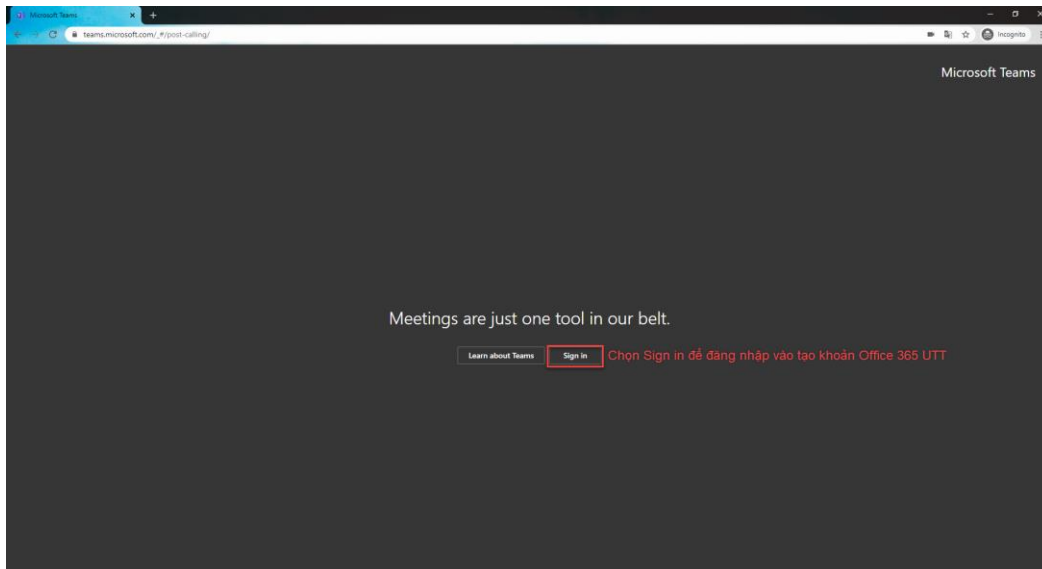 Microsoft Teams
teams.microsoft.com/_#/post-calling/
Incognito
Microsoft Teams
Meetings are just one tool in our belt.
Learn about Teams
Sign in
Chọn Sign in để đăng nhập vào tạo khoản Office 365 UTT